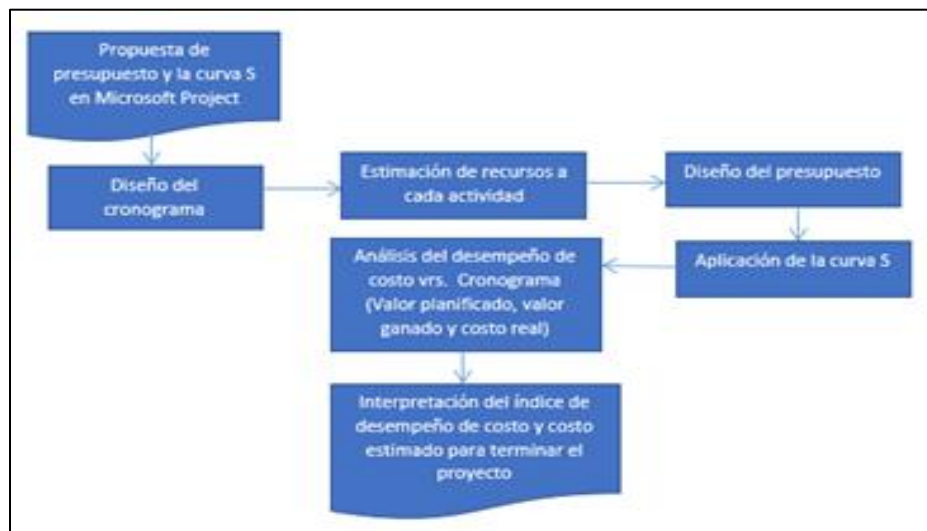 Propuesta de
presupuesto y la curva S
en Microsoft Project
Diseño del
cronograma
Estimación de recursos a
cada actividad
Diseño del presupuesto
Aplicación de la curva S
Análisis del desempeño de
costo vrs. Cronograma
(Valor planificado, valor
ganado y costo real)
Interpretación del índice de
desempeño de costo y costo
estimado para terminar el
proyecto